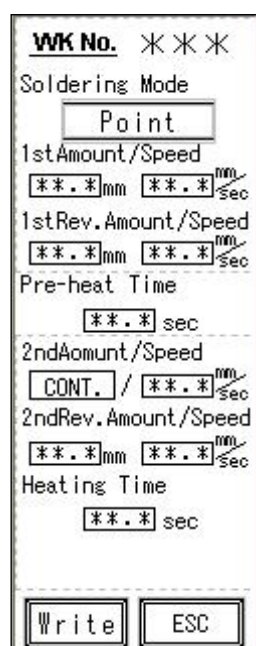 WK No. ***
Soldering Mode
Point
1stAmount/Speed
**.*mm **.*mm/sec
1stRev.Amount/Speed
**.*mm **.*mm/sec
Pre-heat Time
**.* sec
2ndAomunt/Speed
CONT. / **.*mm/sec
2ndRev.Amount/Speed
**.*mm **.*mm/sec
Heating Time
**.* sec
Write ESC